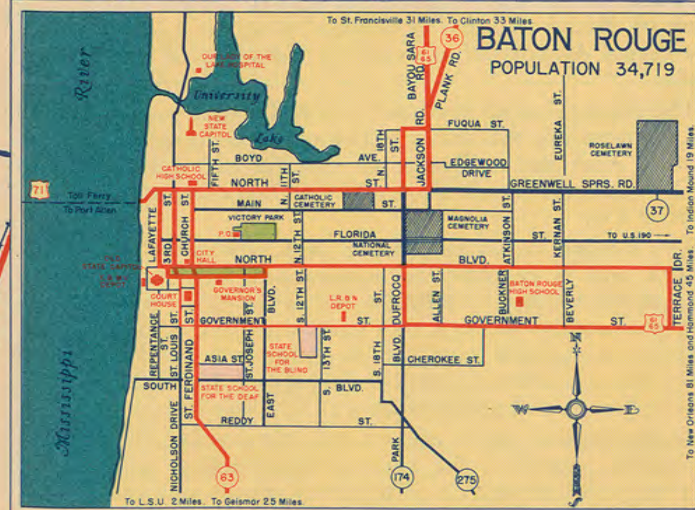 To St. Francisville 31 Miles. To Clinton 33 Miles.
BATON ROUGE
POPULATION 34,719
River
OUR LADY OF THE
LAKE HOSPITAL
University
Lake
NEW
STATE
CAPITOL
BAYOU SARA
RD.
61
65
36
PLANK RD.
JACKSON
RD.
FUQUA ST.
EUREKA ST.
ROSELAWN
CEMETERY
N. 18TH
ST.
BOYD AVE.
EDGEWOOD
DRIVE
CATHOLIC
HIGH SCHOOL
FIFTH ST.
N. 11TH
ST.
NORTH ST.
GREENWELL SPRS. RD.
37
71
Toll Ferry
To Port Allen
MAIN ST.
CATHOLIC
CEMETERY
VICTORY PARK
P.O.
LAFAYETTE
ST.
3RD
CHURCH ST.
FLORIDA ST.
NATIONAL
CEMETERY
MAGNOLIA
CEMETERY
ATKINSON ST.
KERNAN ST.
TO U.S. 190
N. 12TH ST.
CITY
HALL
NORTH BLVD.
OLD
STATE CAPITOL
DEPOT
COURT
HOUSE
GOVERNOR'S
MANSION
BLVD.
S. 12TH ST.
L.R. & N.
DEPOT
DUFROCQ
ALLEN ST.
BUCKNER
BATON ROUGE
HIGH SCHOOL
BEVERLY
TERRACE DR.
61
65
GOVERNMENT ST.
GOVERNMENT ST.
REPENTANCE
ST.
ST. LOUIS ST.
ST. FERDINAND ST.
ASIA ST.
ST. JOSEPH ST.
STATE
SCHOOL
FOR
THE BLIND
13TH ST.
S. 18TH
BLVD.
CHEROKEE ST.
SOUTH BLVD.
STATE SCHOOL
FOR THE DEAF
EAST
S.
REDDY ST.
NICHOLSON DRIVE
PARK
Mississippi
63
174
275
N
W
E
S
To L.S.U. 2 Miles. To Geismar 25 Miles.
To New Orleans 81 Miles and Hammond 45 Miles.
To Indian Mound 19 Miles.